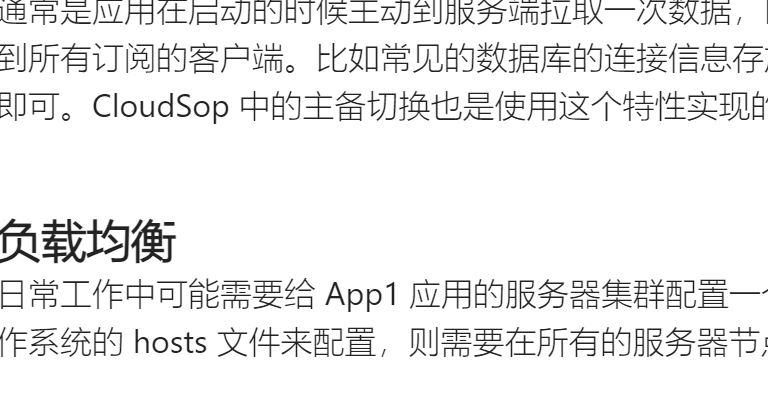 通常是应用在启动的时候主动到服务端拉取一次数据，
到所有订阅的客户端。比如常见的数据库的连接信息存
即可。CloudSop 中的主备切换也是使用这个特性实现的
负载均衡
日常工作中可能需要给 App1 应用的服务器集群配置一
作系统的 hosts 文件来配置，则需要在所有的服务器节